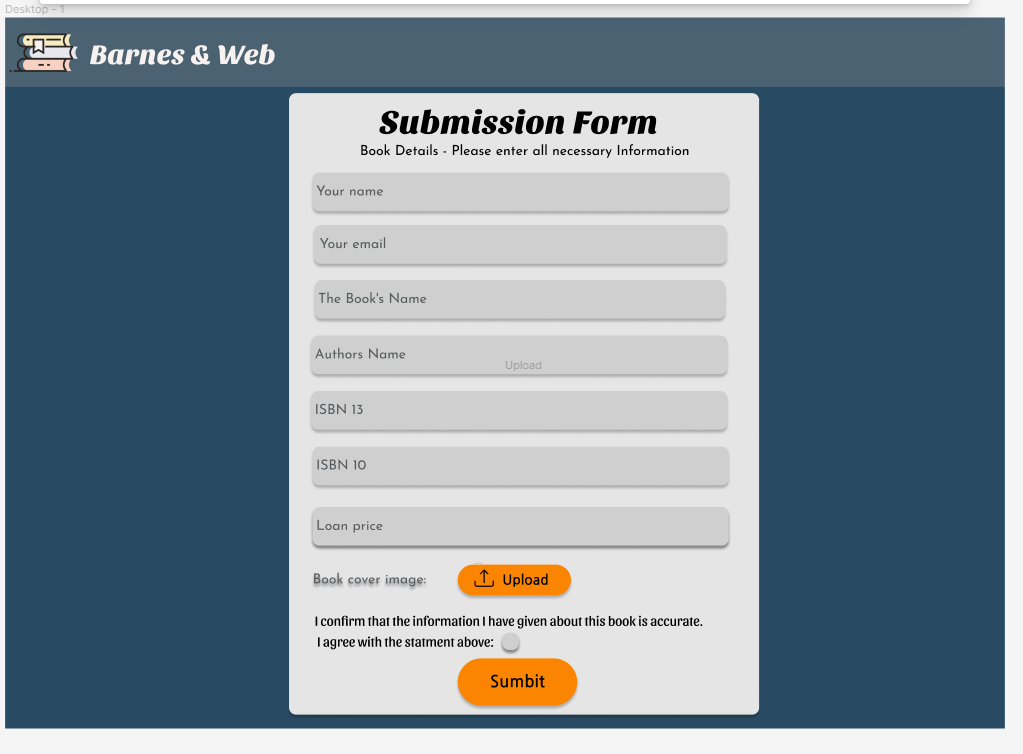 Desktop - 1
Barnes & Web
Submission Form
Book Details - Please enter all necessary Information
Your name
Your email
The Book's Name
Authors Name
Upload
ISBN 13
ISBN 10
Loan price
Book cover image:
Upload
I confirm that the information I have given about this book is accurate.
I agree with the statment above:
Sumbit